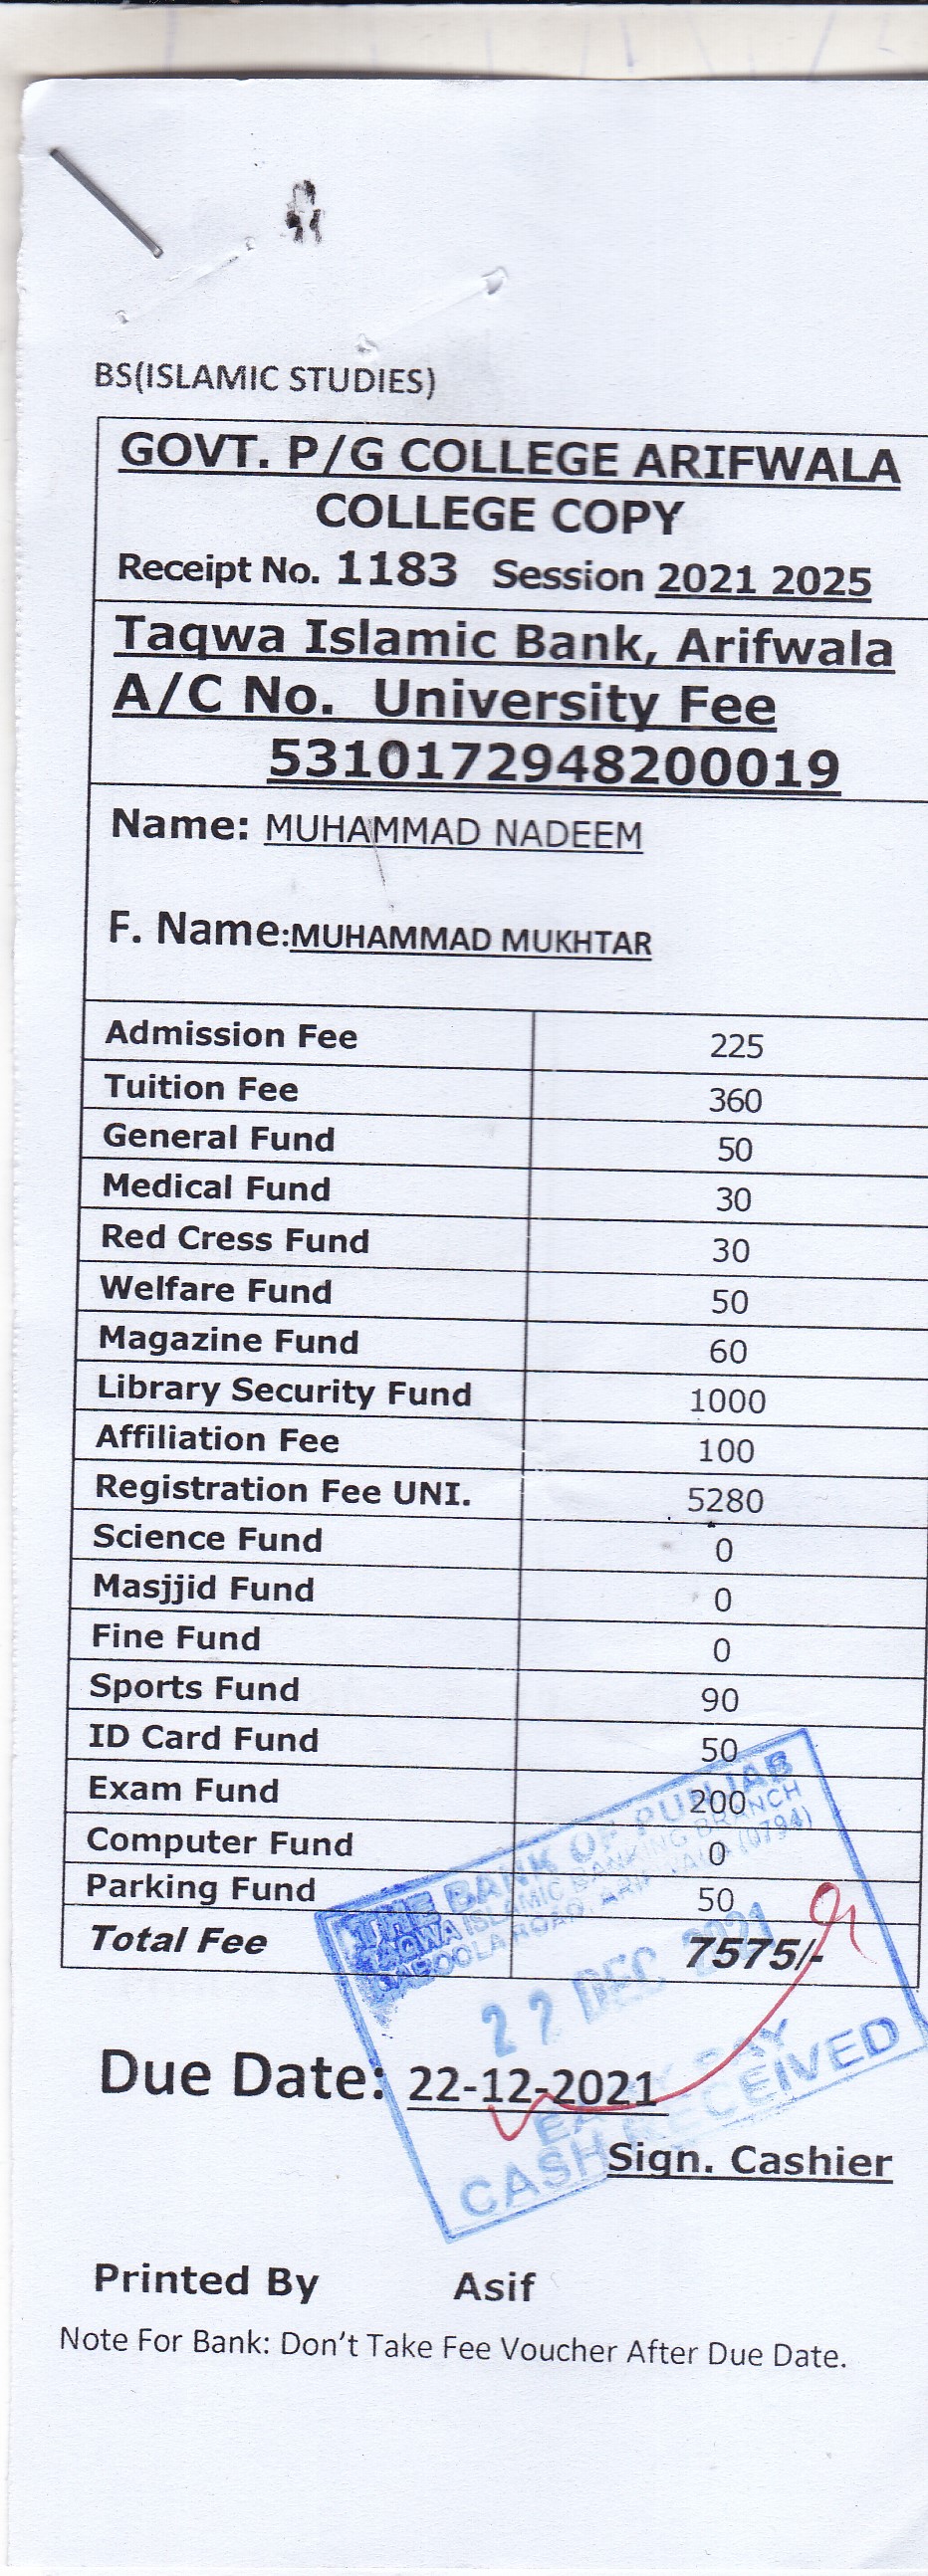 BS(ISLAMIC STUDIES)
GOVT. P/G COLLEGE ARIFWALA
COLLEGE COPY
Receipt No. 1183 Session 2021 2025
Taqwa Islamic Bank, Arifwala
A/C No. University Fee
5310172948200019
Name: MUHAMMAD NADEEM
F. Name:MUHAMMAD MUKHTAR
Admission Fee 225
Tuition Fee 360
General Fund 50
Medical Fund 30
Red Cress Fund 30
Welfare Fund 50
Magazine Fund 60
Library Security Fund 1000
Affiliation Fee 100
Registration Fee UNI. 5280
Science Fund 0
Masjjid Fund 0
Fine Fund 0
Sports Fund 90
ID Card Fund 50
Exam Fund 200
Computer Fund 0
Parking Fund 50
Total Fee 7575/-
THE BANK OF PUNJAB
TAQWA ISLAMIC BANKING BRANCH
ROAD, ARIFWALA (0794)
22 DEC 2021
CASH RECEIVED
Due Date: 22-12-2021
Sign. Cashier
Printed By Asif
Note For Bank: Don't Take Fee Voucher After Due Date.